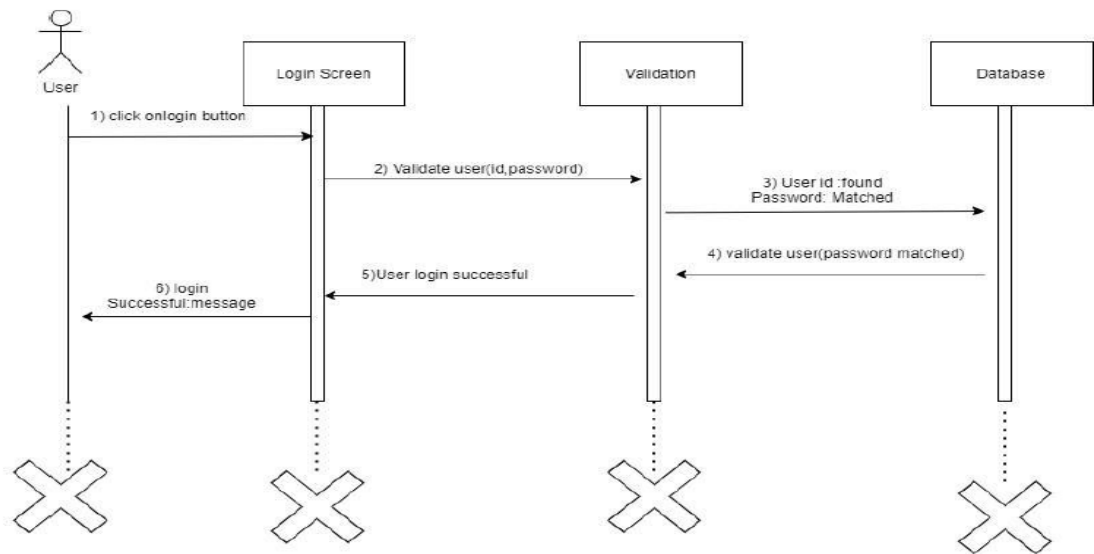 User
Login Screen
Validation
Database
1) click onlogin button
2) Validate user(id,password)
3) User id :found
Password: Matched
4) validate user(password matched)
5)User login successful
6) login
Successful:message